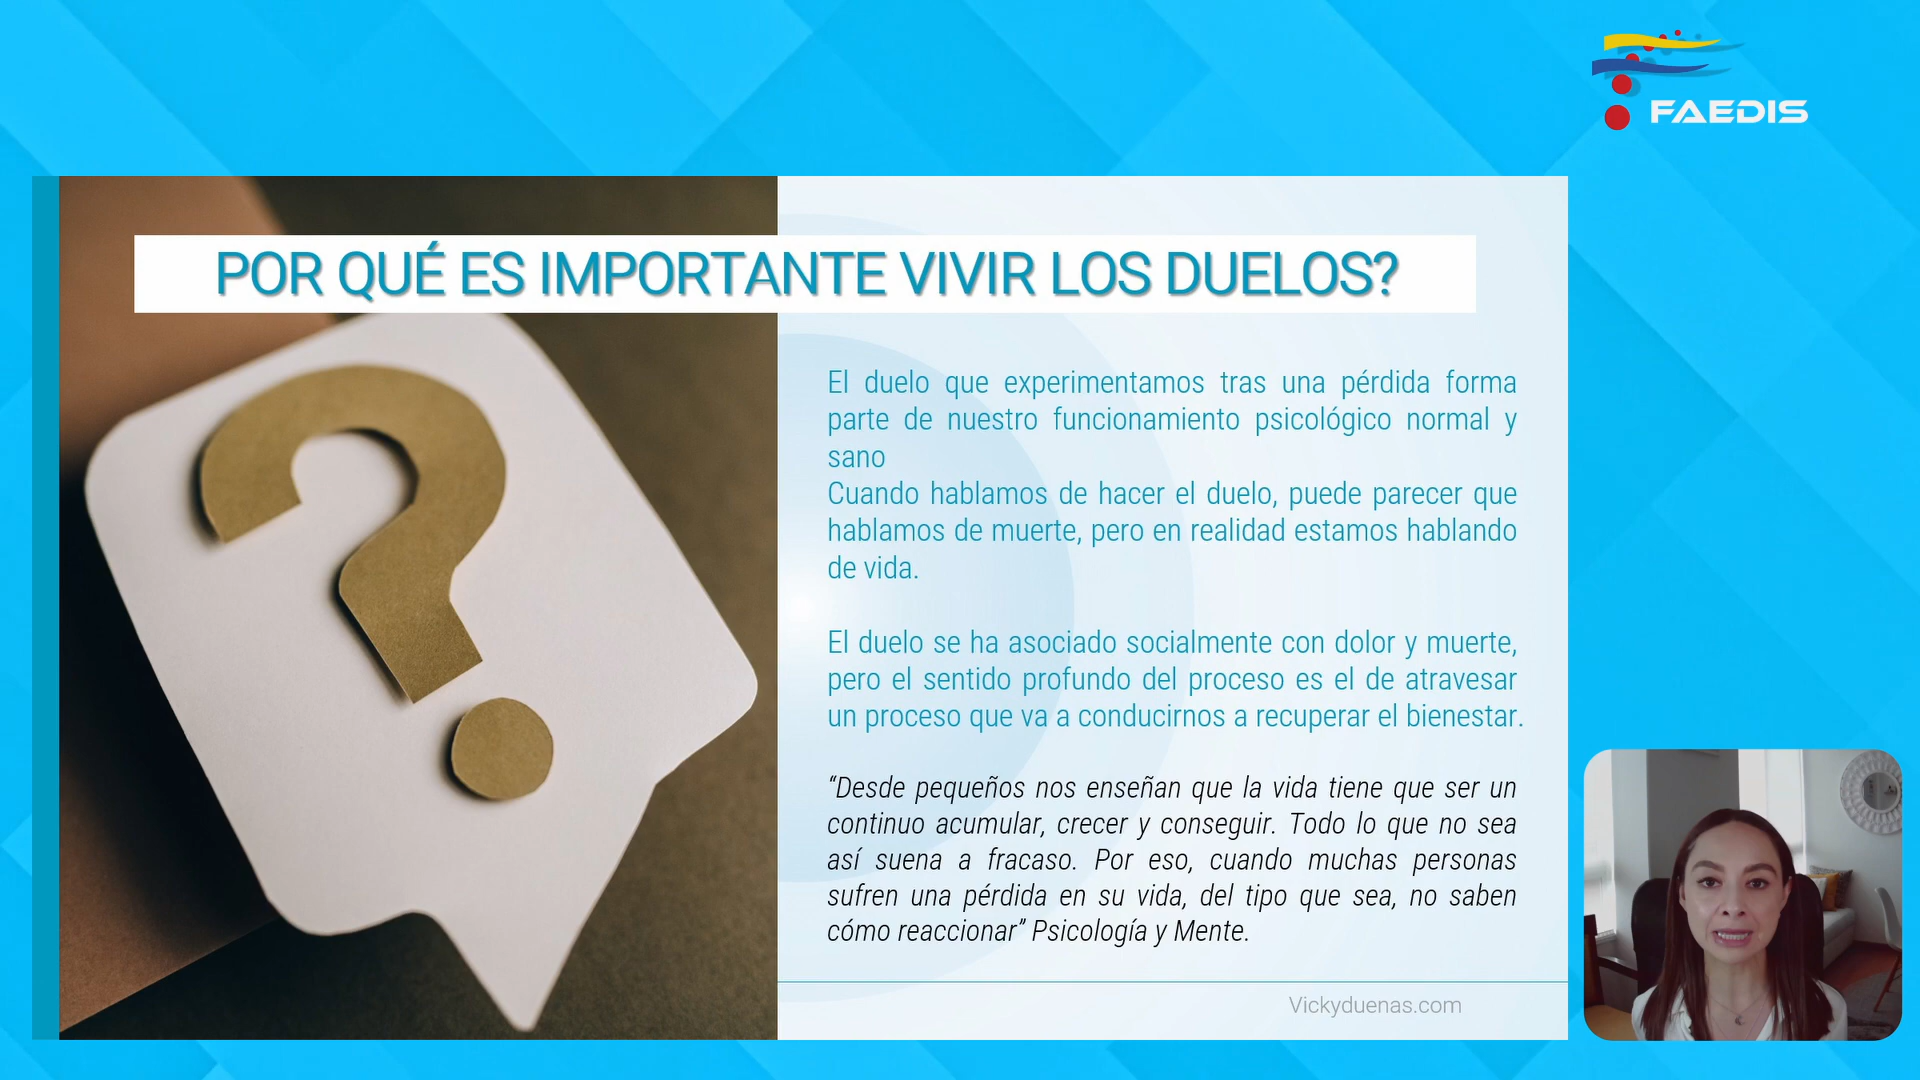 FAEDIS
POR QUÉ ES IMPORTANTE VIVIR LOS DUELOS?
El duelo que experimentamos tras una pérdida forma
parte de nuestro funcionamiento psicológico normal y
sano
Cuando hablamos de hacer el duelo, puede parecer que
hablamos de muerte, pero en realidad estamos hablando
de vida.
El duelo se ha asociado socialmente con dolor y muerte,
pero el sentido profundo del proceso es el de atravesar
un proceso que va a conducirnos a recuperar el bienestar.
“Desde pequeños nos enseñan que la vida tiene que ser un
continuo acumular, crecer y conseguir. Todo lo que no sea
así suena a fracaso. Por eso, cuando muchas personas
sufren una pérdida en su vida, del tipo que sea, no saben
cómo reaccionar” Psicología y Mente.
Vickyduenas.com